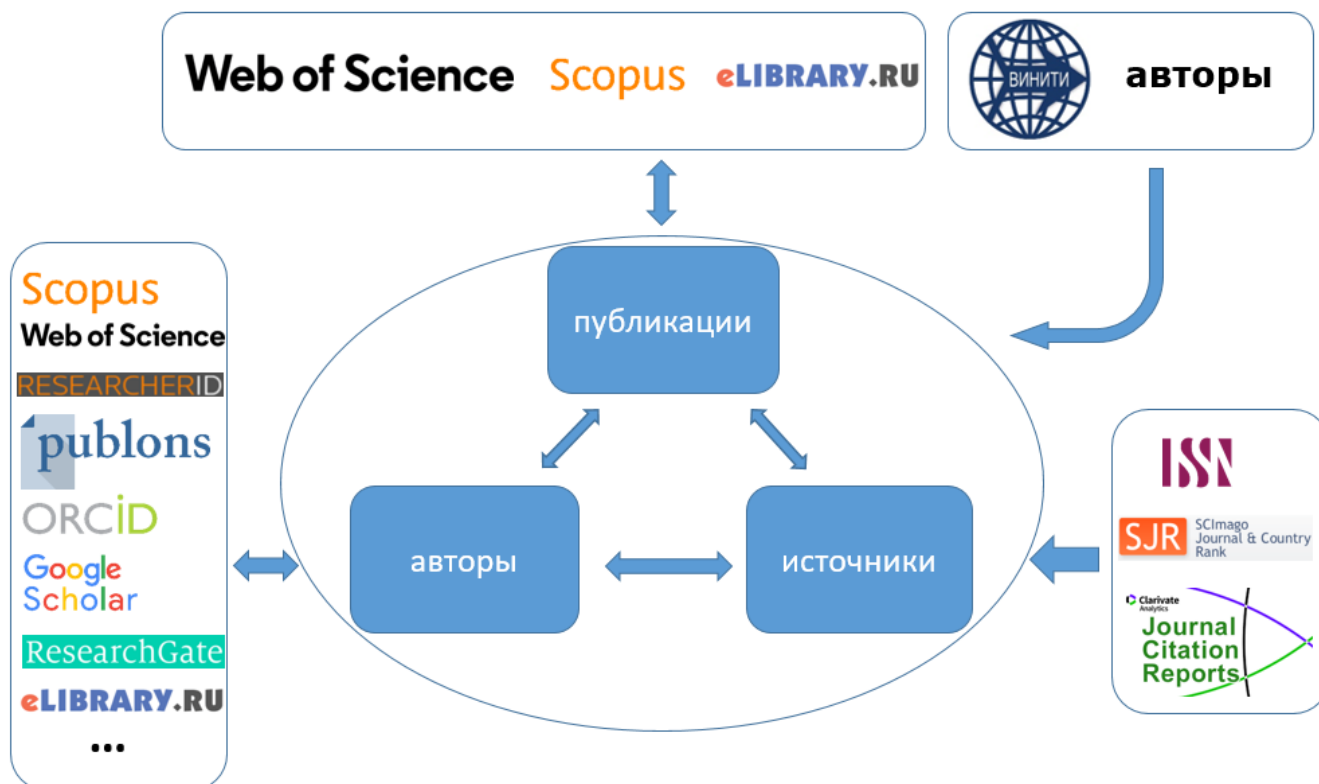 Web of Science Scopus eLIBRARY.RU
ВИНИТИ авторы
публикации
Scopus
Web of Science
RESEARCHERID
publons
ORCiD
Google
Scholar
ResearchGate
eLIBRARY.RU
...
авторы
источники
ISSN
SJR
SCImago
Journal & Country
Rank
Clarivate
Analytics
Journal
Citation
Reports